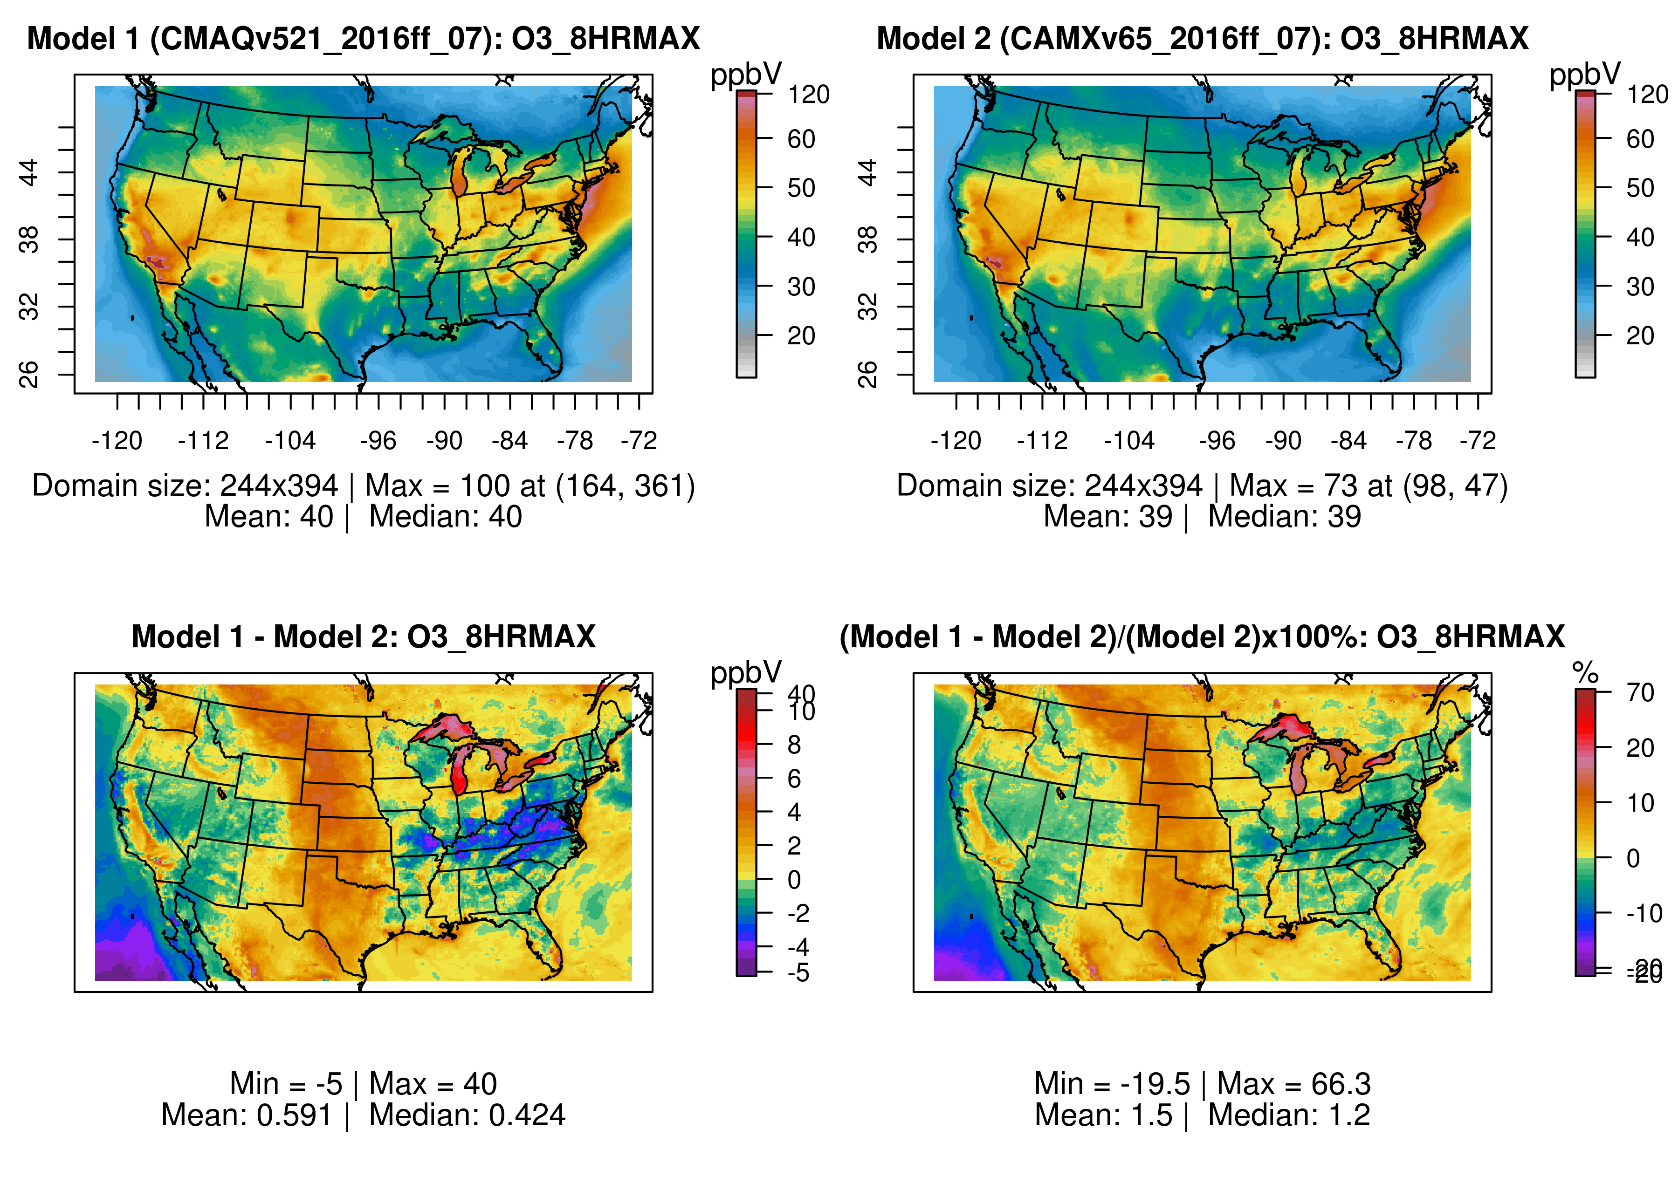 Model 1 (CMAQv521_2016ff_07): O3_8HRMAX
ppbV
120
60
50
40
30
20
44
38
32
26
-120 -112 -104 -96 -90 -84 -78 -72
Domain size: 244x394 | Max = 100 at (164, 361)
Mean: 40 | Median: 40
Model 2 (CAMXv65_2016ff_07): O3_8HRMAX
ppbV
120
60
50
40
30
20
44
38
32
26
-120 -112 -104 -96 -90 -84 -78 -72
Domain size: 244x394 | Max = 73 at (98, 47)
Mean: 39 | Median: 39
Model 1 - Model 2: O3_8HRMAX
ppbV
40
10
8
6
4
2
0
-2
-4
-5
Min = -5 | Max = 40
Mean: 0.591 | Median: 0.424
(Model 1 - Model 2)/(Model 2)x100%: O3_8HRMAX
%
70
20
10
0
-10
-20
Min = -19.5 | Max = 66.3
Mean: 1.5 | Median: 1.2